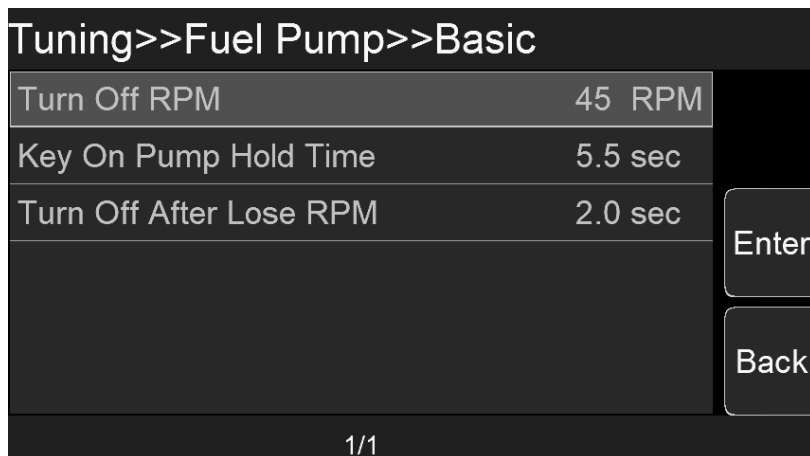 Tuning>>Fuel Pump>>Basic
Turn Off RPM 45 RPM
Key On Pump Hold Time 5.5 sec
Turn Off After Lose RPM 2.0 sec
Enter
Back
1/1